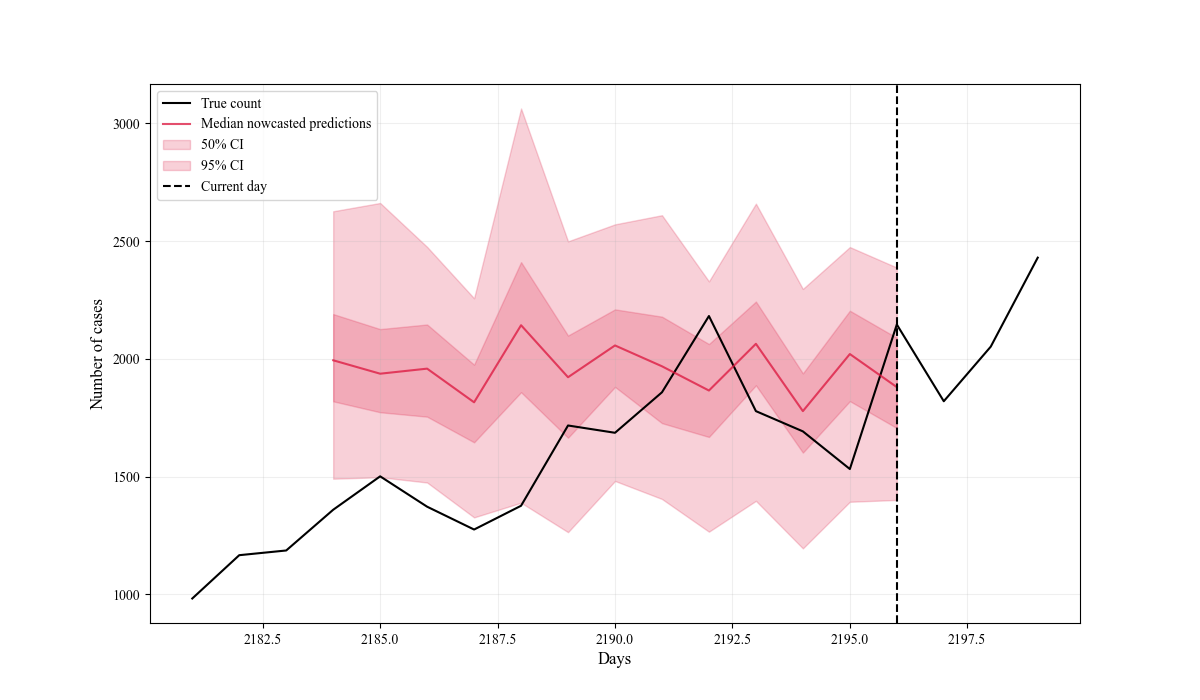 True count
Median nowcasted predictions
50% CI
95% CI
Current day
3000
2500
2000
1500
1000
Number of cases
2182.5 2185.0 2187.5 2190.0 2192.5 2195.0 2197.5
Days